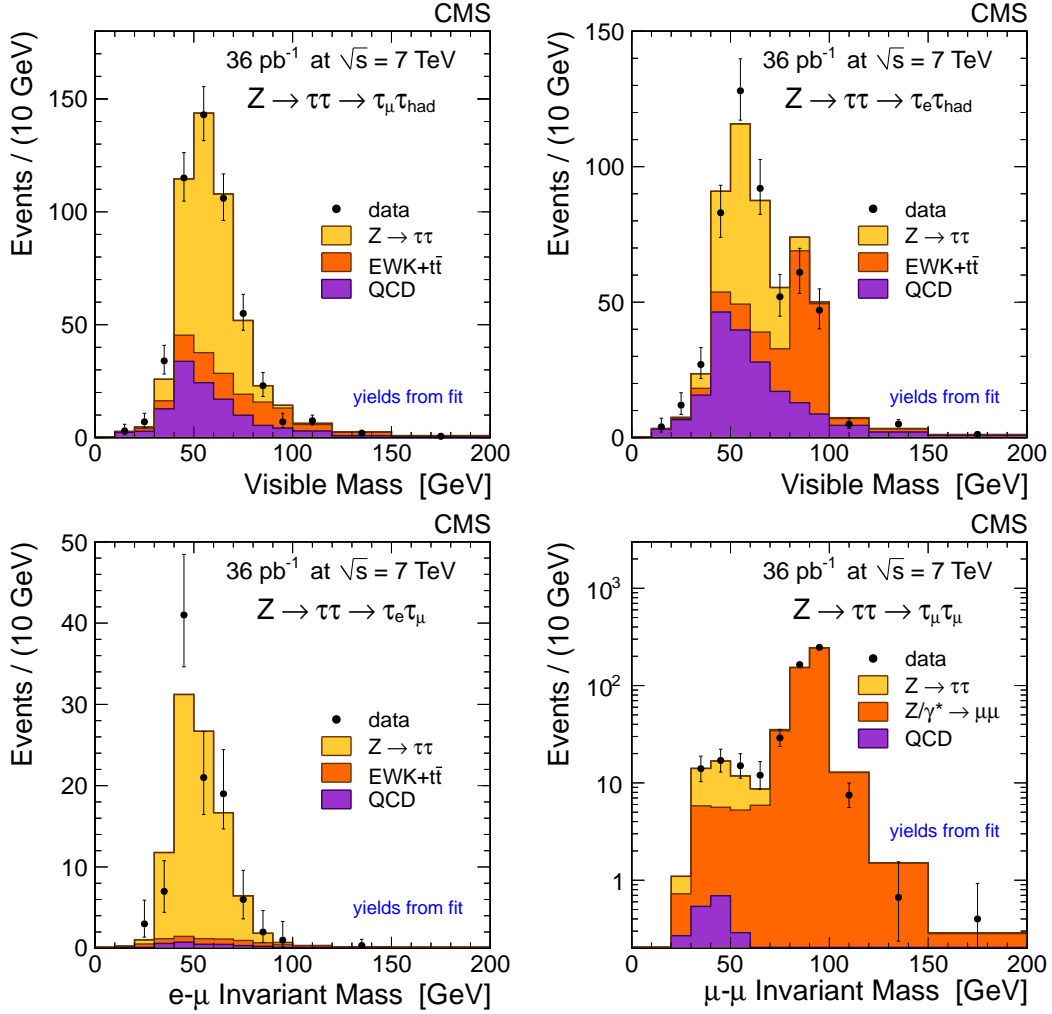 CMS
36 pb⁻¹ at √s = 7 TeV
Z → ττ → τ_μτ_had
Events / (10 GeV)
150
100
50
0
data
Z → ττ
EWK+tt̄
QCD
yields from fit
0 50 100 150 200
Visible Mass [GeV]
CMS
36 pb⁻¹ at √s = 7 TeV
Z → ττ → τ_eτ_had
Events / (10 GeV)
150
100
50
0
data
Z → ττ
EWK+tt̄
QCD
yields from fit
0 50 100 150 200
Visible Mass [GeV]
CMS
36 pb⁻¹ at √s = 7 TeV
Z → ττ → τ_eτ_μ
Events / (10 GeV)
50
40
30
20
10
0
data
Z → ττ
EWK+tt̄
QCD
yields from fit
0 50 100 150 200
e-μ Invariant Mass [GeV]
CMS
36 pb⁻¹ at √s = 7 TeV
Z → ττ → τ_μτ_μ
Events / (10 GeV)
10³
10²
10
1
data
Z → ττ
Z/γ* → μμ
QCD
yields from fit
0 50 100 150 200
μ-μ Invariant Mass [GeV]